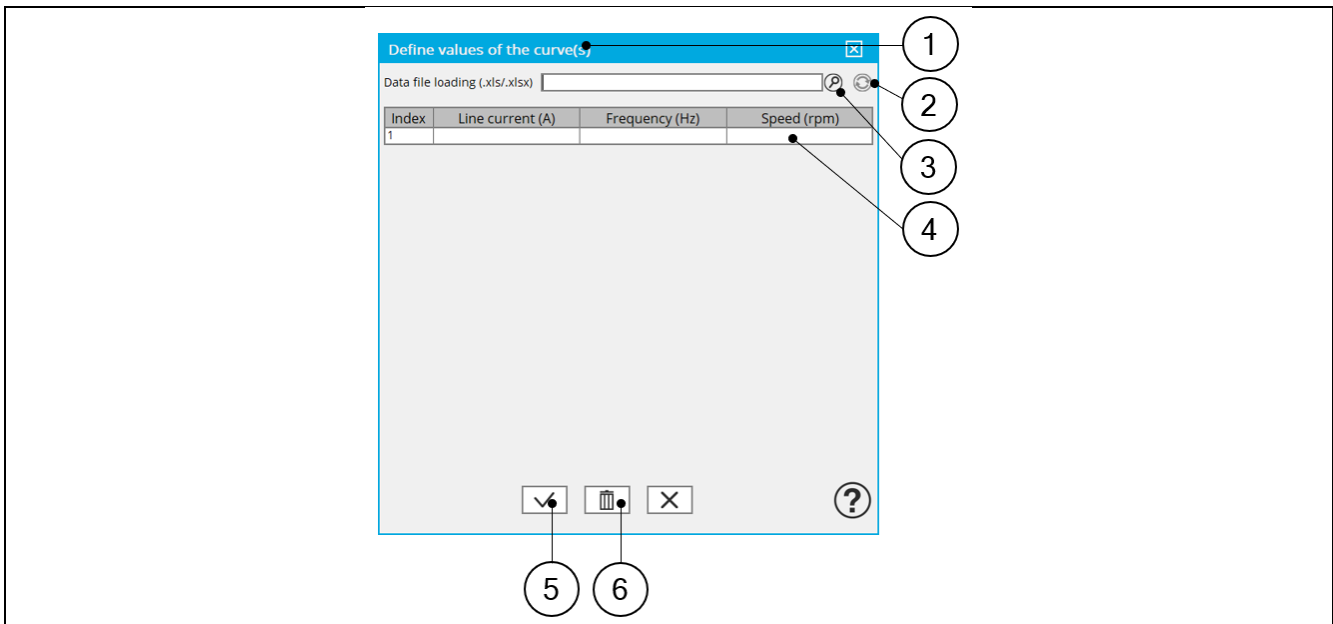 Define values of the curve(s)
1
Data file loading (.xls/.xlsx)
2
Index Line current (A) Frequency (Hz) Speed (rpm)
1
3
4
?
5 6